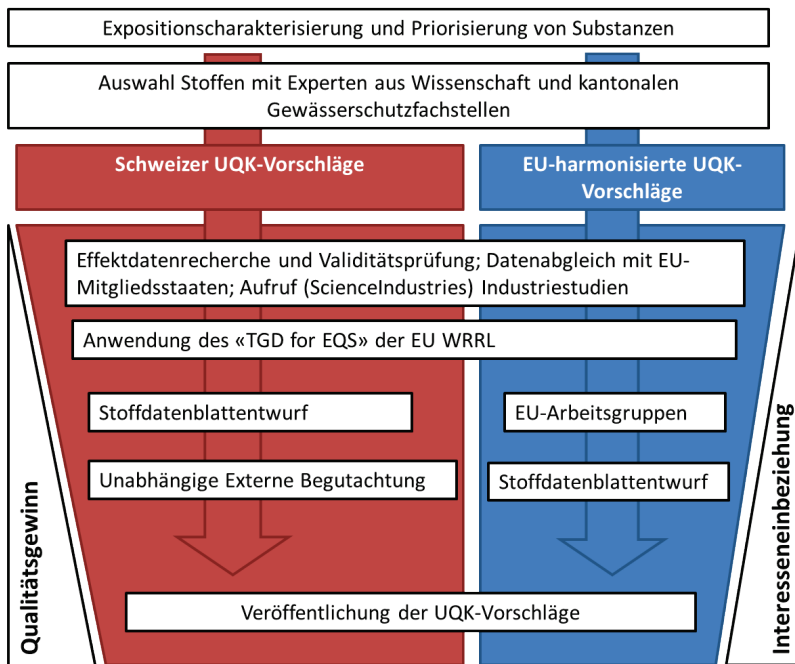 Expositionscharakterisierung und Priorisierung von Substanzen
Auswahl Stoffen mit Experten aus Wissenschaft und kantonalen
Gewässerschutzfachstellen
Schweizer UQK-Vorschläge
EU-harmonisierte UQK-
Vorschläge
Effektdatenrecherche und Validitätsprüfung; Datenabgleich mit EU-
Mitgliedsstaaten; Aufruf (ScienceIndustries) Industriestudien
Anwendung des «TGD for EQS» der EU WRRL
Stoffdatenblattentwurf
EU-Arbeitsgruppen
Unabhängige Externe Begutachtung
Stoffdatenblattentwurf
Veröffentlichung der UQK-Vorschläge
Qualitätsgewinn
Interesseneinbeziehung